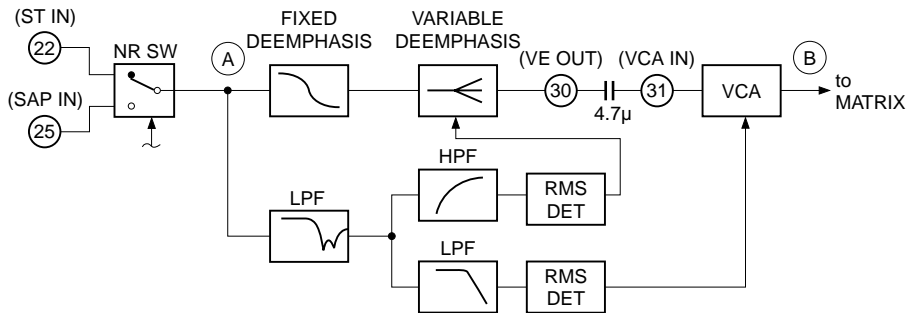 (ST IN)
22
NR SW
(SAP IN)
25
A
FIXED
DEEMPHASIS
VARIABLE
DEEMPHASIS
(VE OUT)
30
4.7μ
(VCA IN)
31
VCA
B
to
MATRIX
LPF
HPF
RMS
DET
LPF
RMS
DET